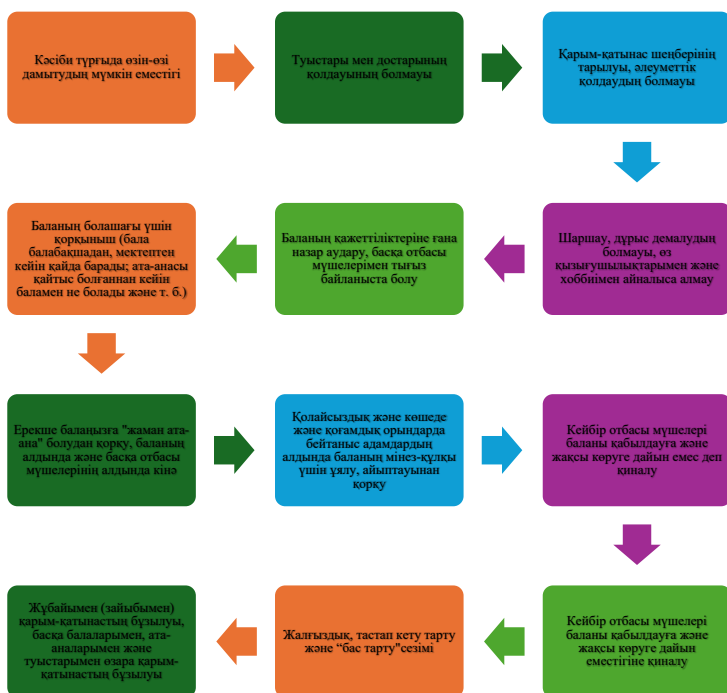 Кәсіби тұрғыда өзін-өзі
дамытудың мүмкін еместігі
Туыстары мен достарының
қолдауының болмауы
Қарым-қатынас шеңберінің
тарылуы, әлеуметтік
қолдаудың болмауы
Шаршау, дұрыс демалудың
болмауы, өз
қызығушылықтарымен және
хоббиімен айналыса алмау
Баланың қажеттіліктеріне ғана
назар аудару, басқа отбасы
мүшелерімен тығыз
байланыста болу
Баланың болашағы үшін
қорқыныш (бала
балабақшадан, мектептен
кейін қайда барады; ата-анасы
қайтыс болғаннан кейін
баламен не болады және т. б.)
Ерекше балаңызға "жаман ата-
ана" болудан қорқу, баланың
алдында және басқа отбасы
мүшелерінің алдында кінә
Қолайсыздық және көшеде
және қоғамдық орындарда
бейтаныс адамдардың
алдында баланың мінез-құлқы
үшін ұялу, айыптауынан
қорқу
Кейбір отбасы мүшелері
баланы қабылдауға және
жақсы көруге дайын емес деп
қиналу
Кейбір отбасы мүшелері
баланы қабылдауға және
жақсы көруге дайын
еместігіне қиналу
Жалғыздық, тастап кету тарту
және “бас тарту"сезімі
Жұбайымен (зайыбымен)
қарым-қатынастың бұзылуы,
басқа балаларымен, ата-
аналарымен және
туыстарымен өзара қарым-
қатынастың бұзылуы